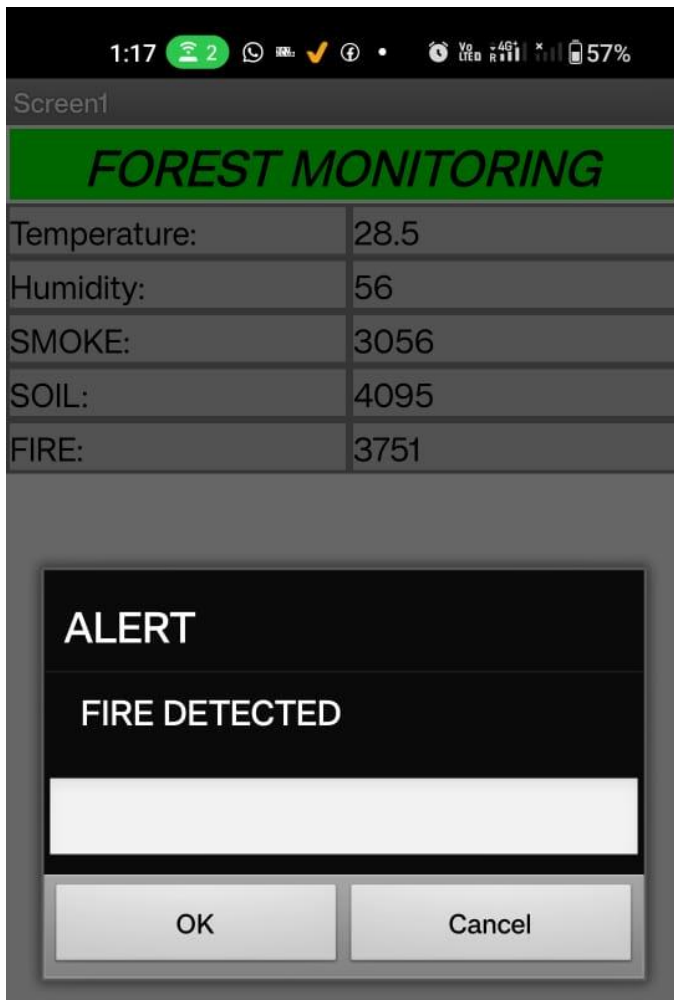 1:17 2 57%
Screen1
FOREST MONITORING
Temperature: 28.5
Humidity: 56
SMOKE: 3056
SOIL: 4095
FIRE: 3751
ALERT
FIRE DETECTED
OK Cancel